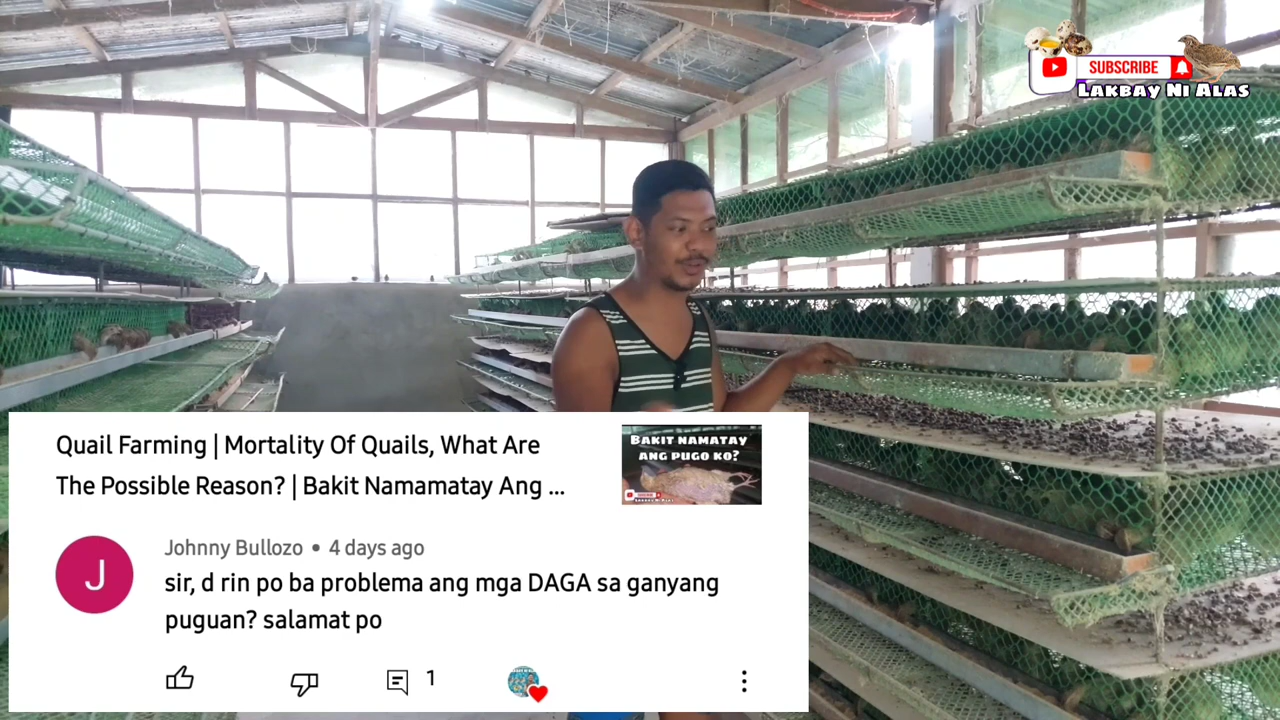 SUBSCRIBE
Lakbay Ni Alas
Quail Farming | Mortality Of Quails, What Are
The Possible Reason? | Bakit Namamatay Ang ...
Bakit namatay
ang pugo ko?
Johnny Bullozo • 4 days ago
J
sir, d rin po ba problema ang mga DAGA sa ganyang
puguan? salamat po
1